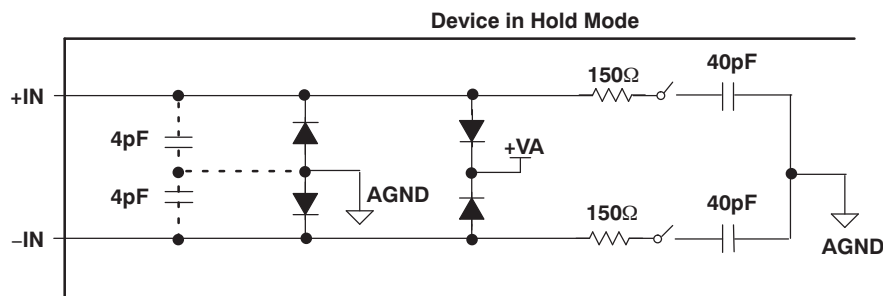 Device in Hold Mode
150Ω
40pF
+IN
4pF
+VA
4pF
AGND
150Ω
40pF
−IN
AGND